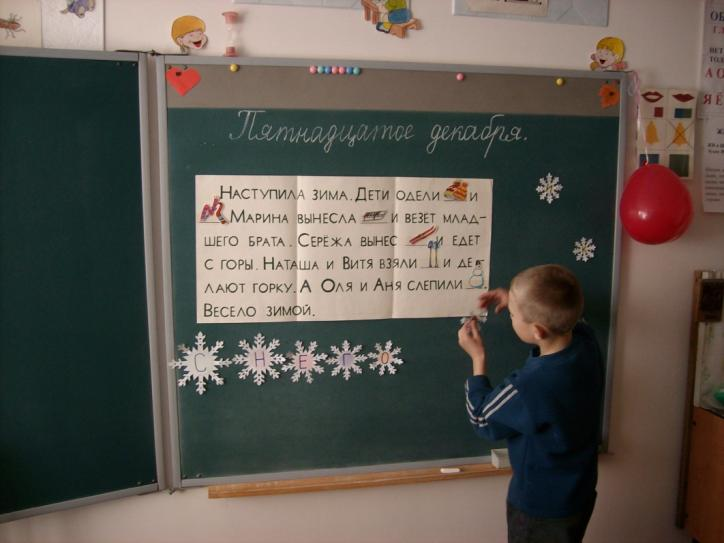 Пятнадцатое декабря.
Наступила зима. Дети одели и
Марина вынесла и везет млад-
шего брата. Серёжа вынес и едет
с горы. Наташа и Витя взяли и де-
лают горку. А Оля и Аня слепили .
Весело зимой.
С Н Е Г О